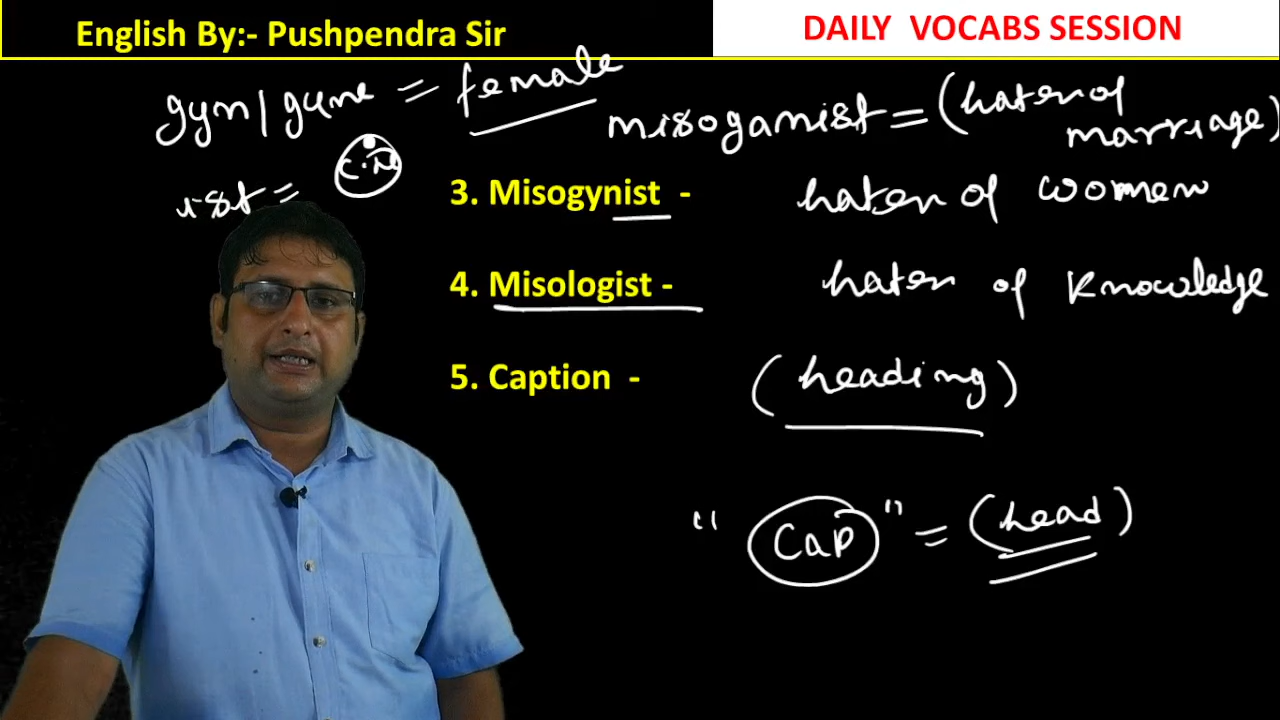 English By:- Pushpendra Sir
DAILY VOCABS SESSION
gyn/gyne = female
misogamist = (hater of marriage)
ist =
3. Misogynist - hater of women
4. Misologist - hater of knowledge
5. Caption - (heading)
"Cap" = (head)